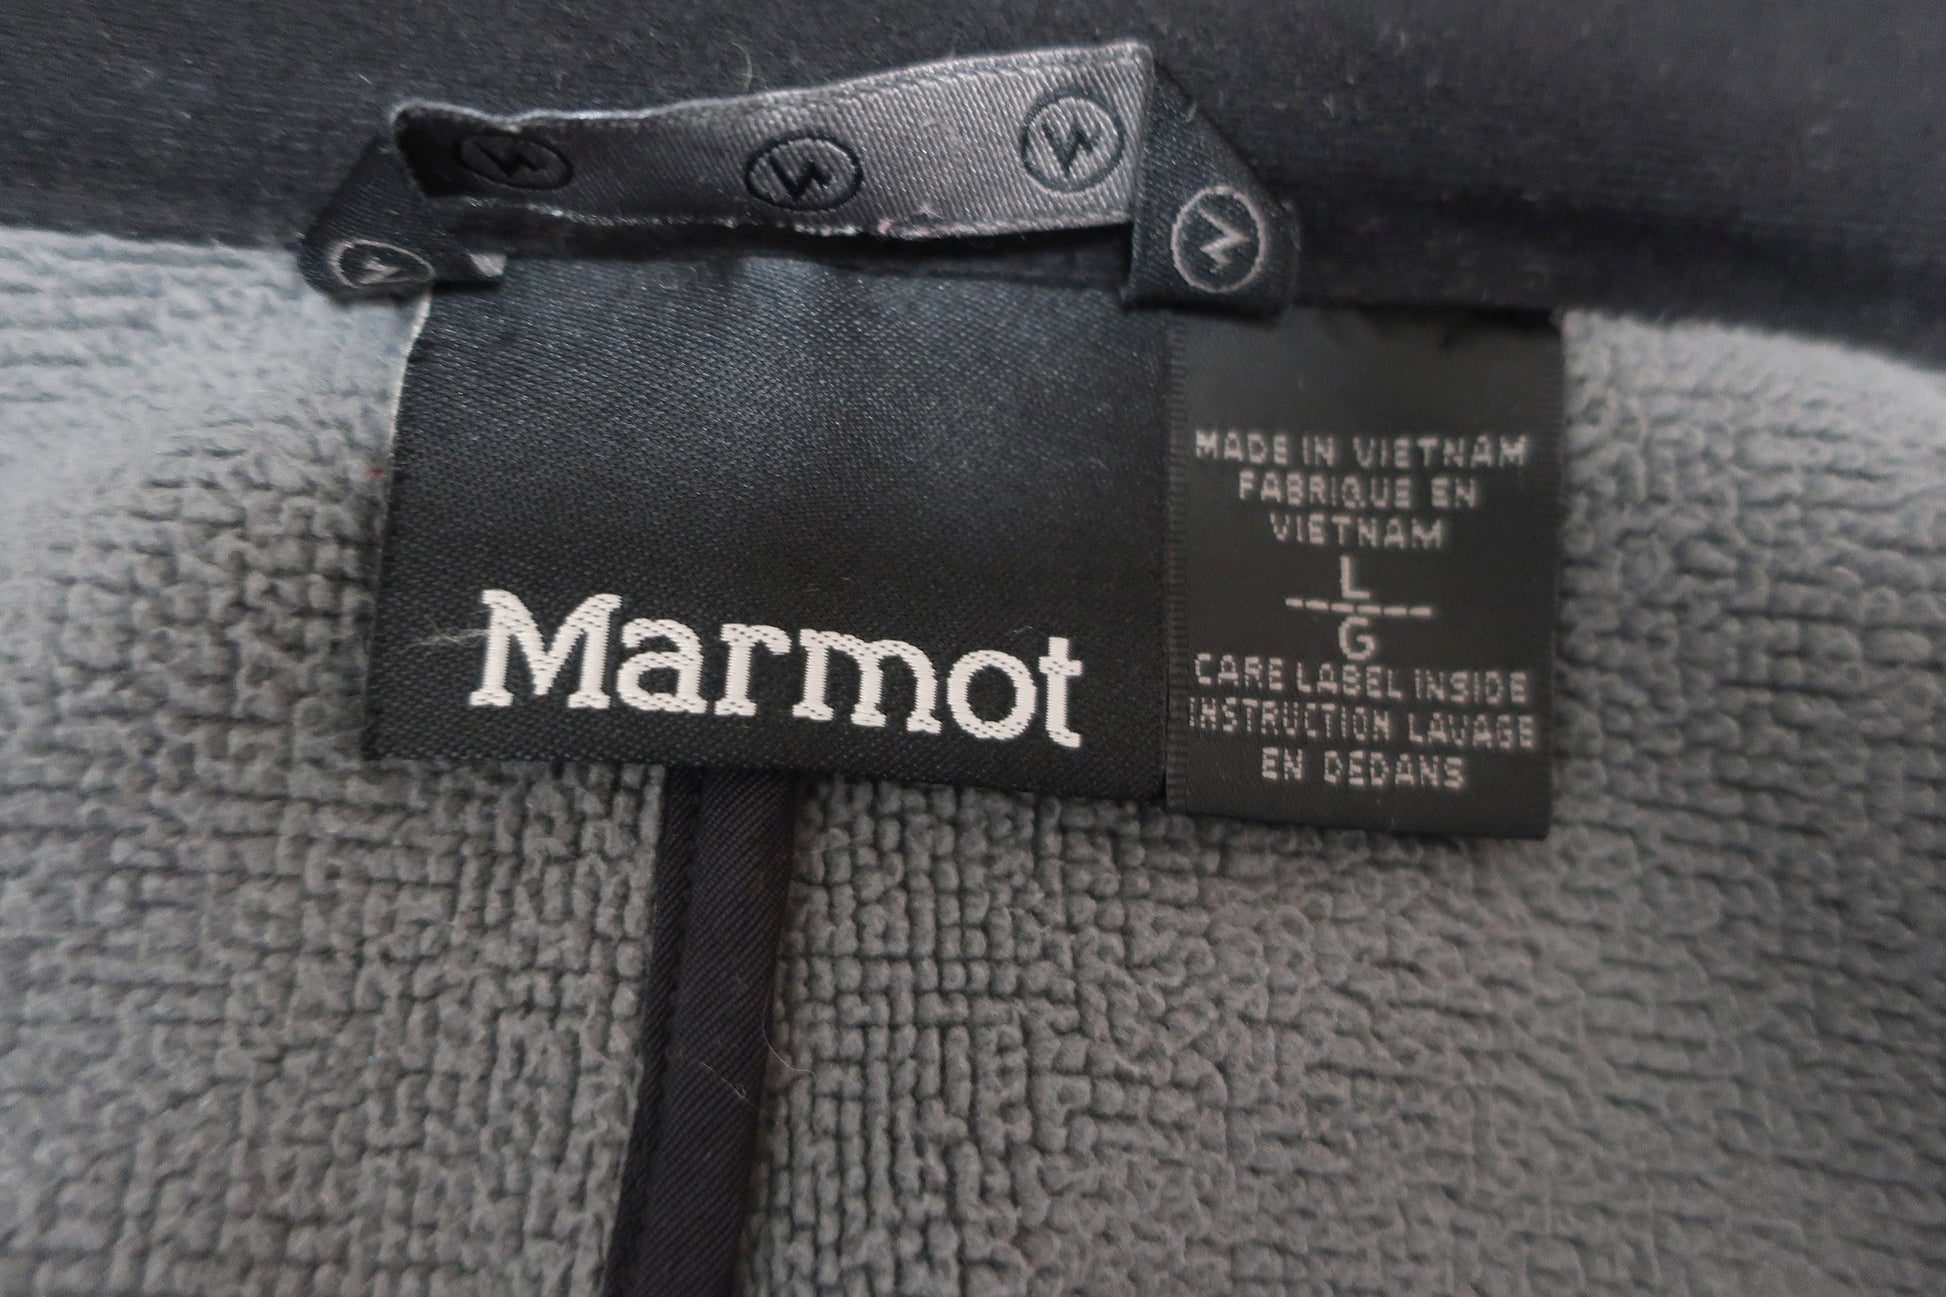 Marmot
MADE IN VIETNAM
FABRIQUE EN
VIETNAM
L
G
CARE LABEL INSIDE
INSTRUCTION LAVAGE
EN DEDANS